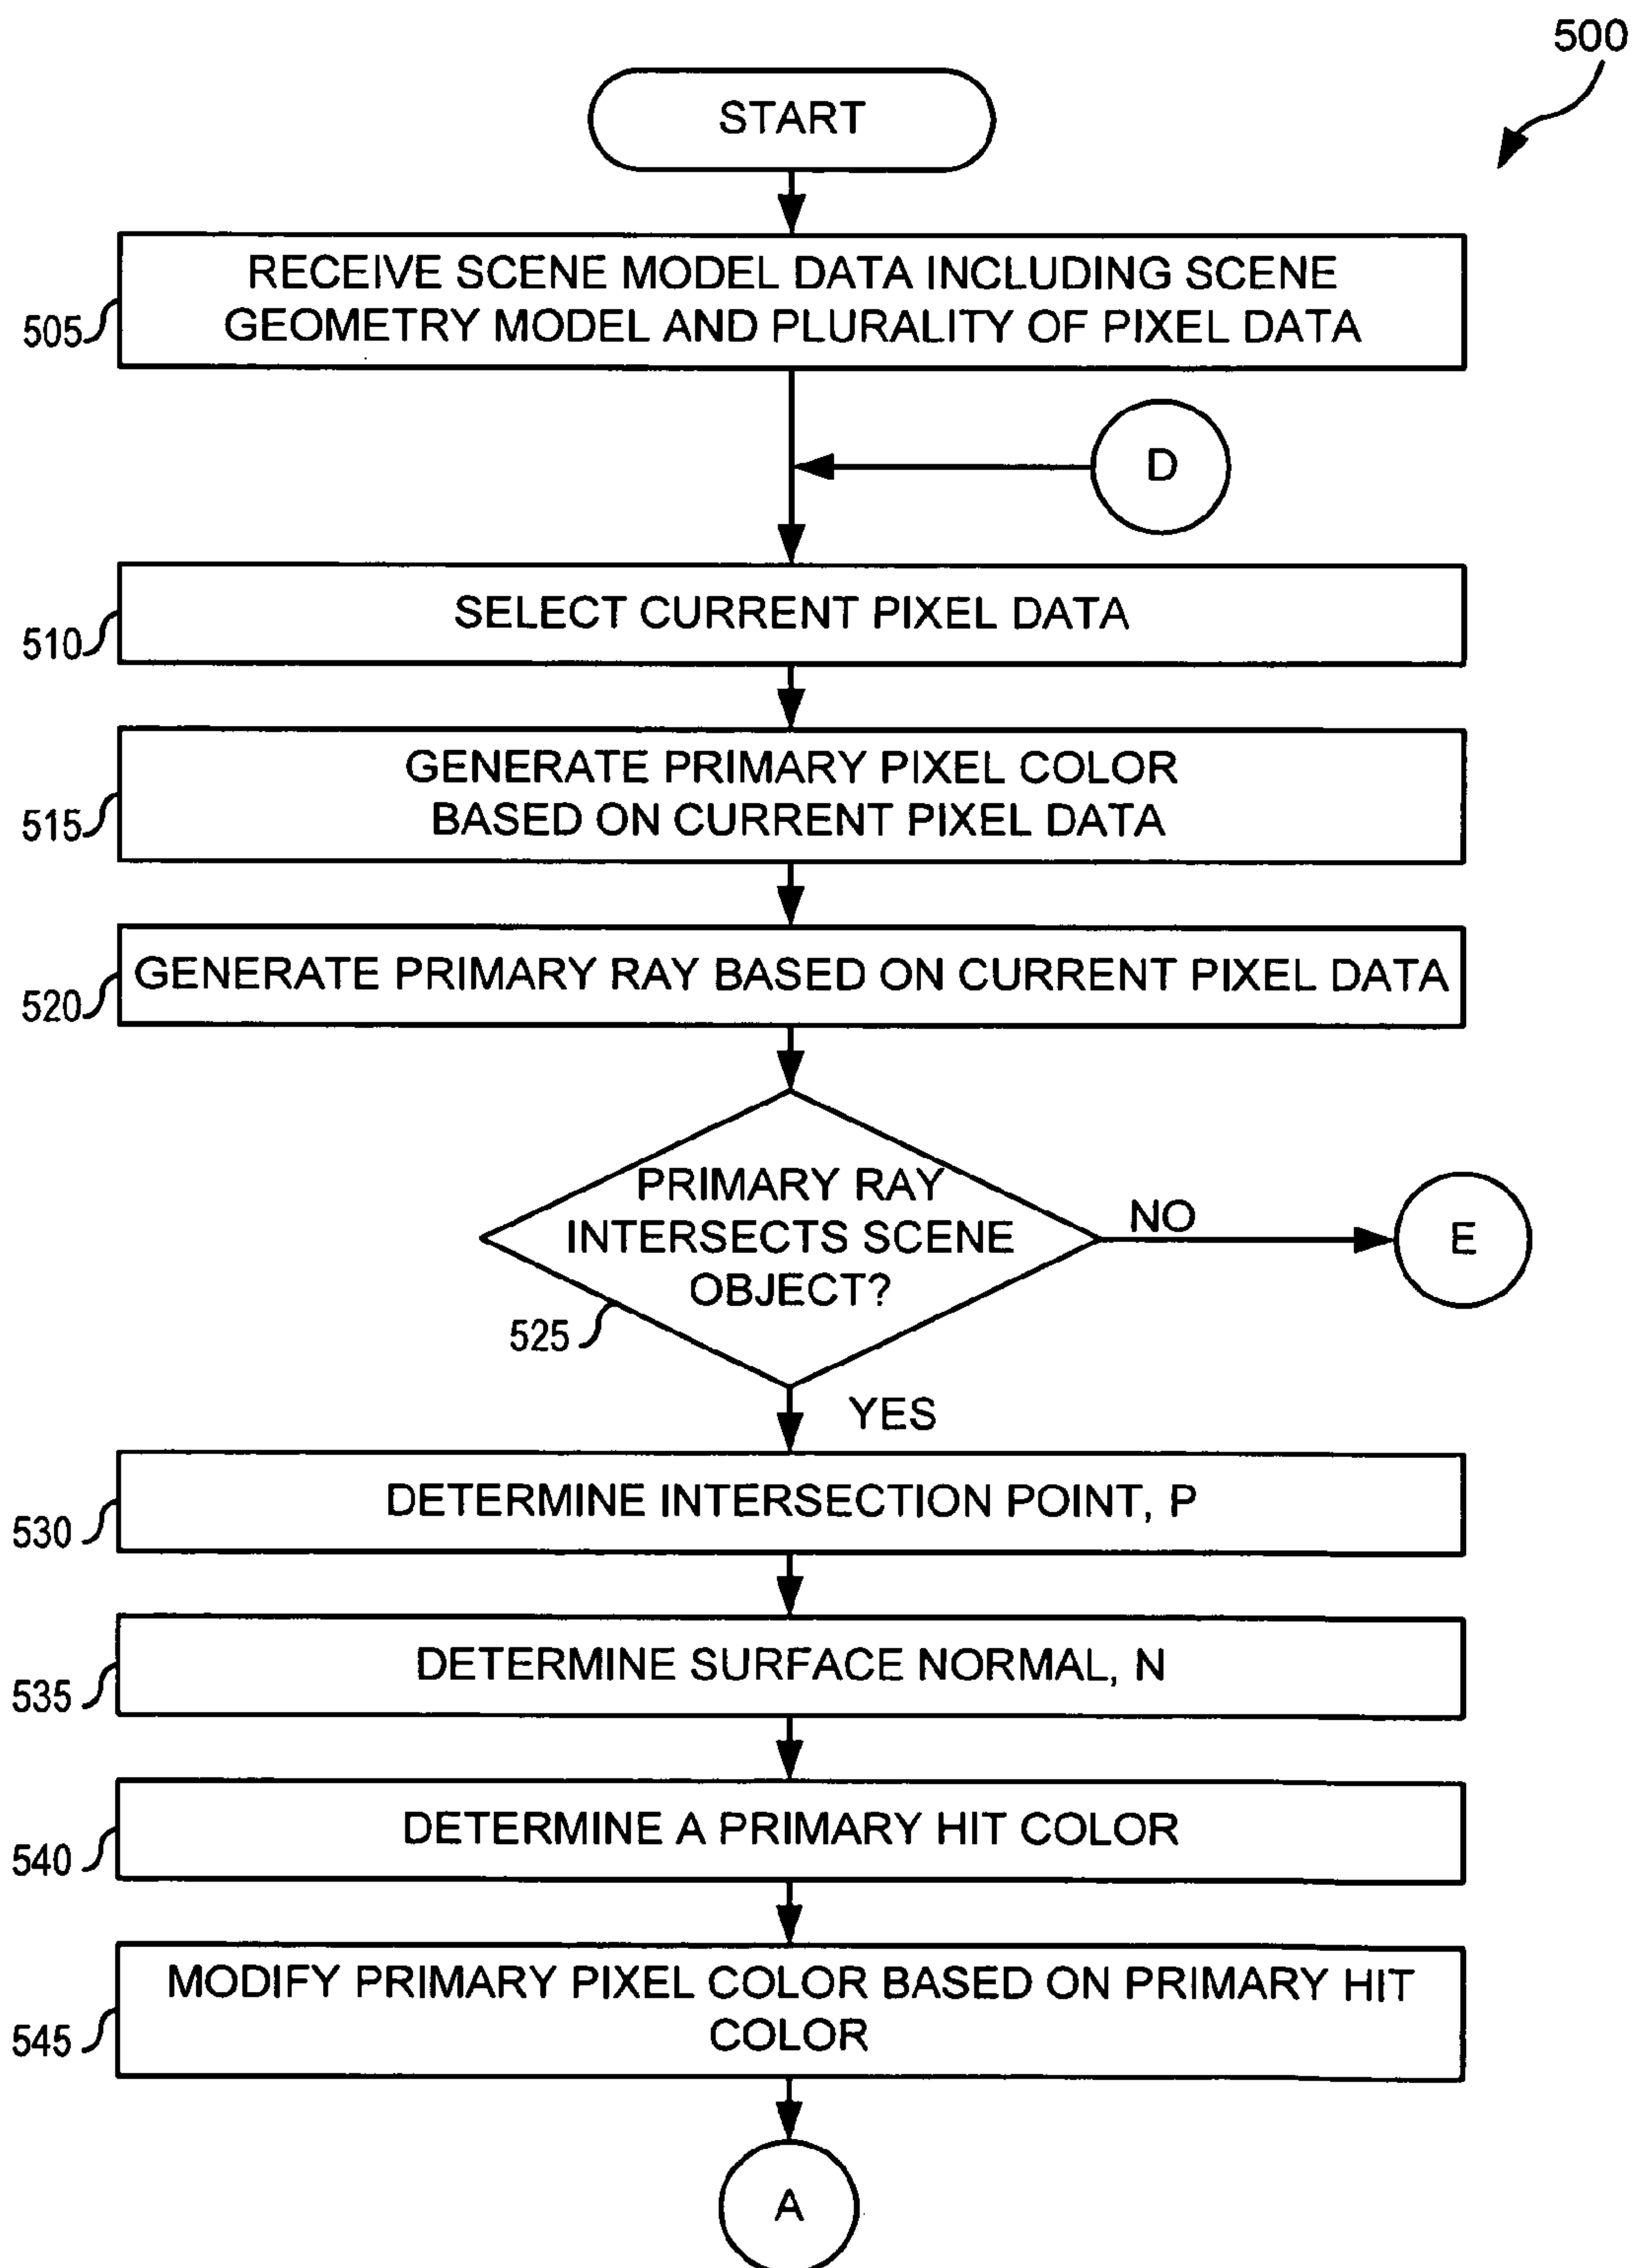 500
START
RECEIVE SCENE MODEL DATA INCLUDING SCENE
GEOMETRY MODEL AND PLURALITY OF PIXEL DATA
505
D
SELECT CURRENT PIXEL DATA
510
GENERATE PRIMARY PIXEL COLOR
BASED ON CURRENT PIXEL DATA
515
GENERATE PRIMARY RAY BASED ON CURRENT PIXEL DATA
520
PRIMARY RAY
INTERSECTS SCENE
OBJECT?
NO
E
525
YES
DETERMINE INTERSECTION POINT, P
530
DETERMINE SURFACE NORMAL, N
535
DETERMINE A PRIMARY HIT COLOR
540
MODIFY PRIMARY PIXEL COLOR BASED ON PRIMARY HIT
COLOR
545
A